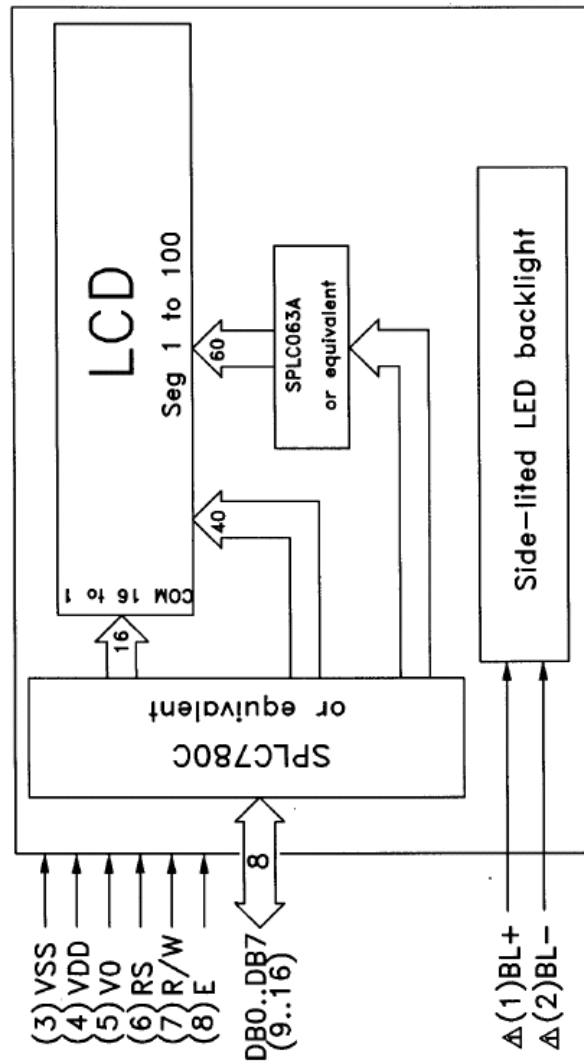 LCD
Seg 1 to 100
COM 16 to 1
16
40
60
SPLC063A
or equivalent
SPLC780C
or equivalent
8
(3)VSS
(4)VDD
(5)V0
(6)RS
(7)R/W
(8)E
DB0..DB7
(9..16)
Side-lited LED backlight
⚠(1)BL+
⚠(2)BL-